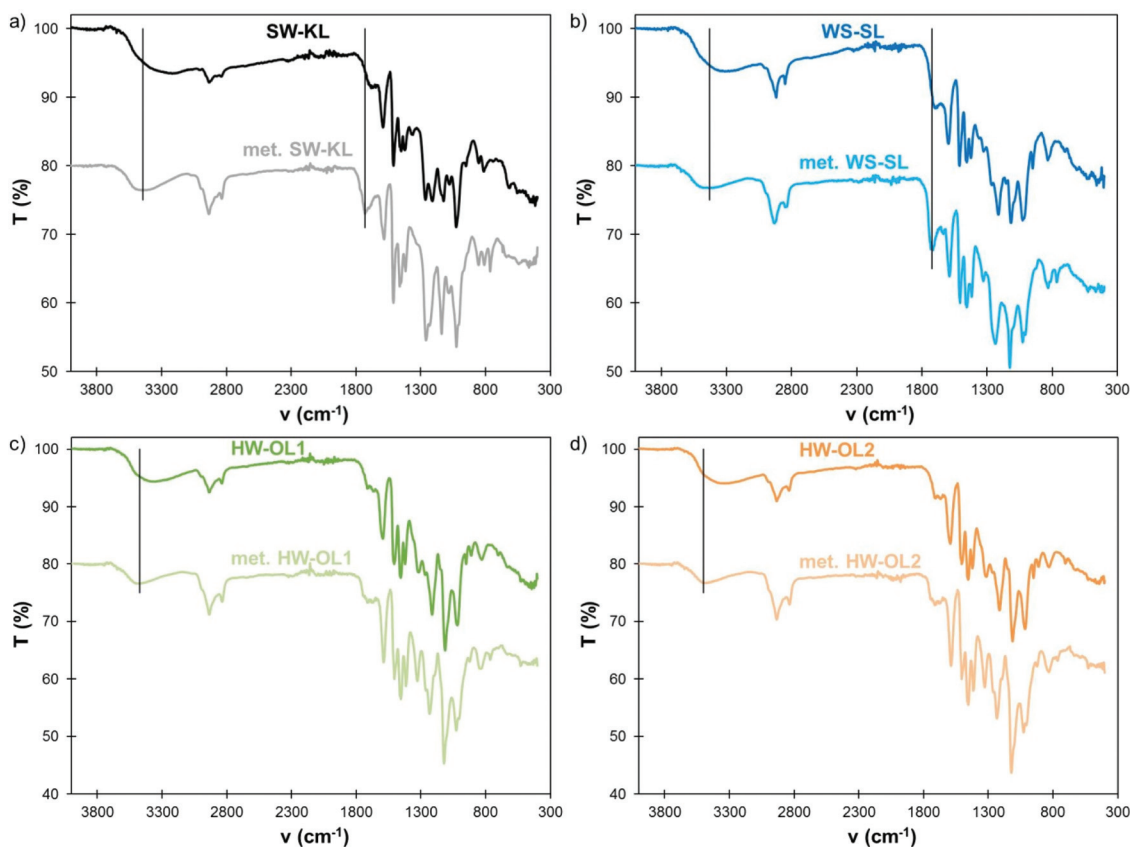 a)
SW-KL
met. SW-KL
T (%)
100
90
80
70
60
50
3800 3300 2800 2300 1800 1300 800 300
ν (cm-1)
b)
WS-SL
met. WS-SL
T (%)
100
90
80
70
60
50
3800 3300 2800 2300 1800 1300 800 300
ν (cm-1)
c)
HW-OL1
met. HW-OL1
T (%)
100
90
80
70
60
50
40
3800 3300 2800 2300 1800 1300 800 300
ν (cm-1)
d)
HW-OL2
met. HW-OL2
T (%)
100
90
80
70
60
50
40
3800 3300 2800 2300 1800 1300 800 300
ν (cm-1)